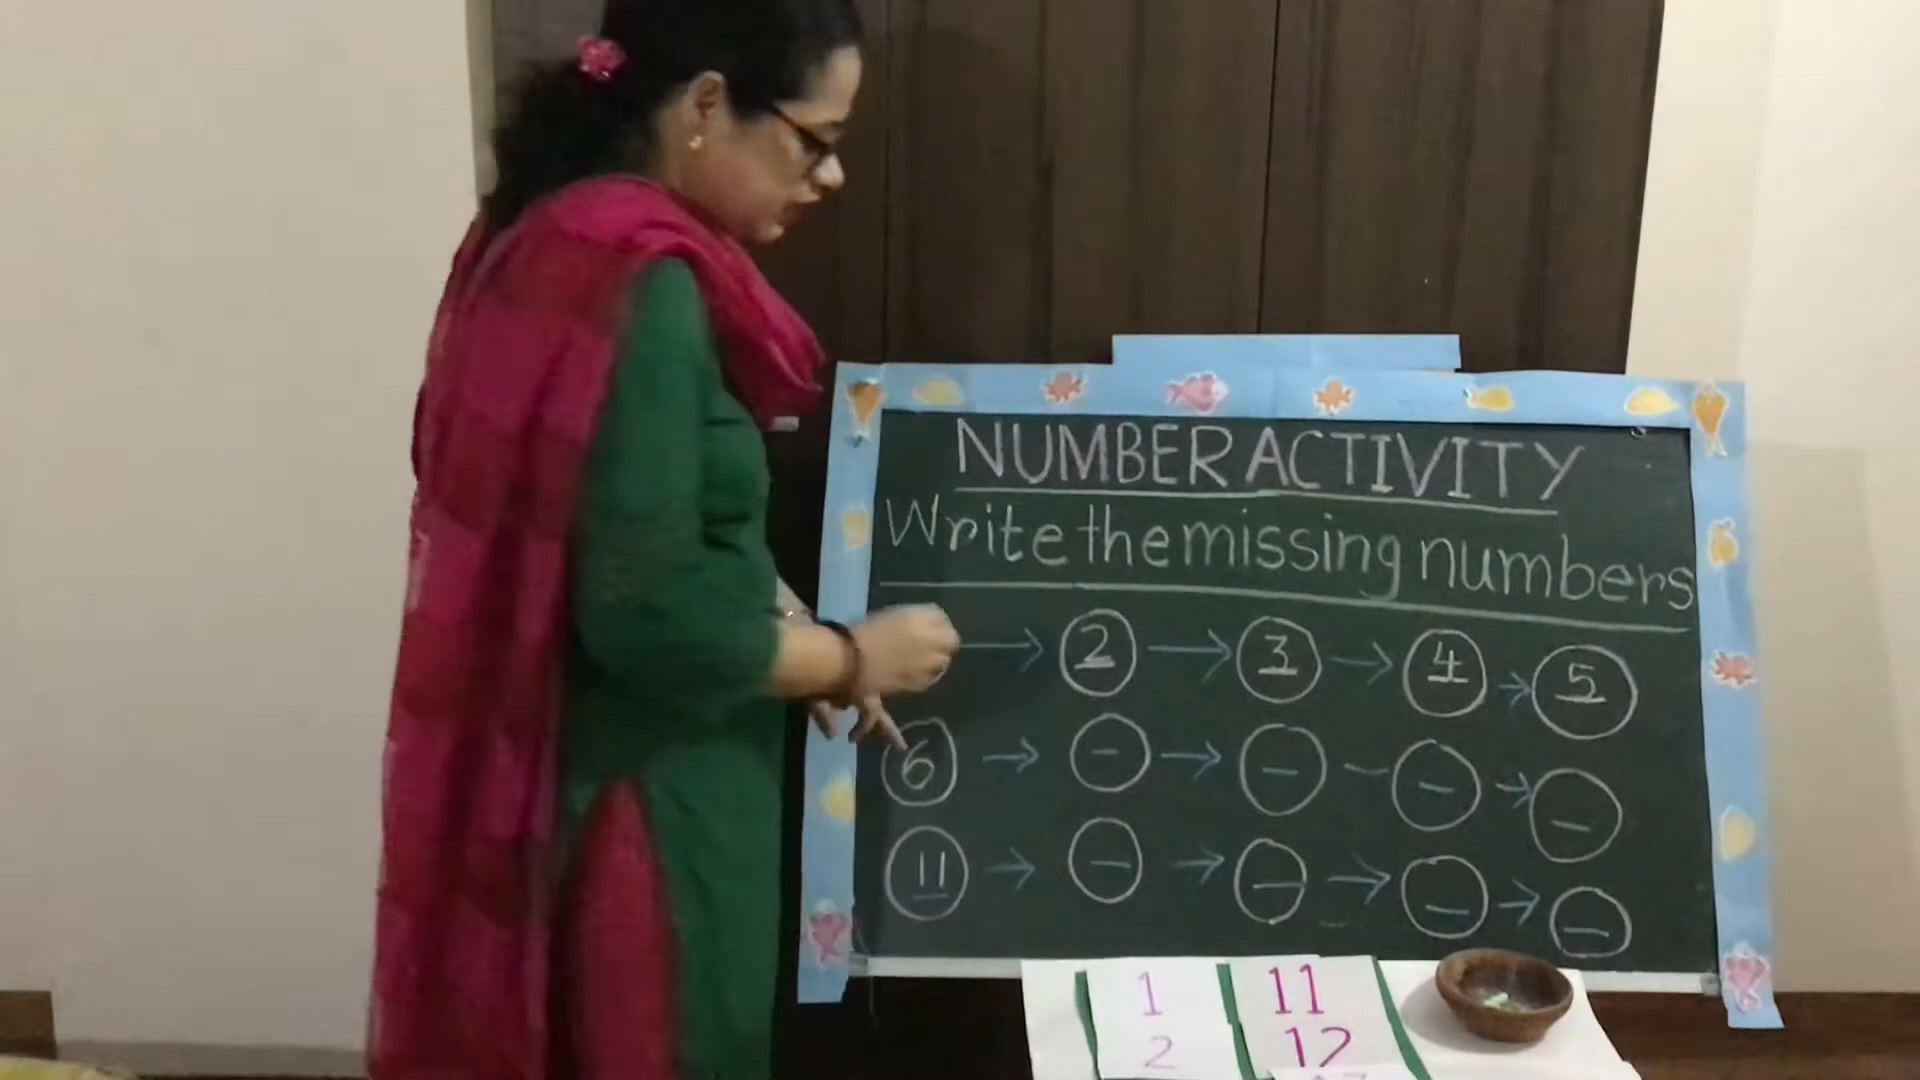 NUMBER ACTIVITY
Write the missing numbers
→ 2 → 3 → 4 → 5
6 → _ → _ - _ → _
11 → _ → _ → _ → _
1 11
2 12